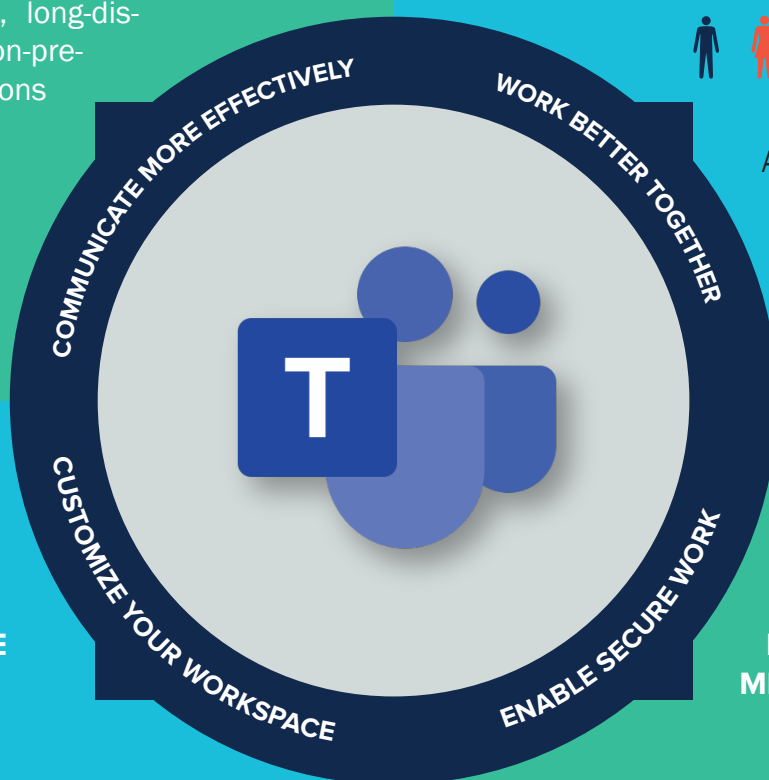 , long-dis-
on-pre-
ons
COMMUNICATE MORE EFFECTIVELY
WORK BETTER TOGETHER
A
T
CUSTOMIZE YOUR WORKSPACE
ENABLE SECURE WORK
E
M